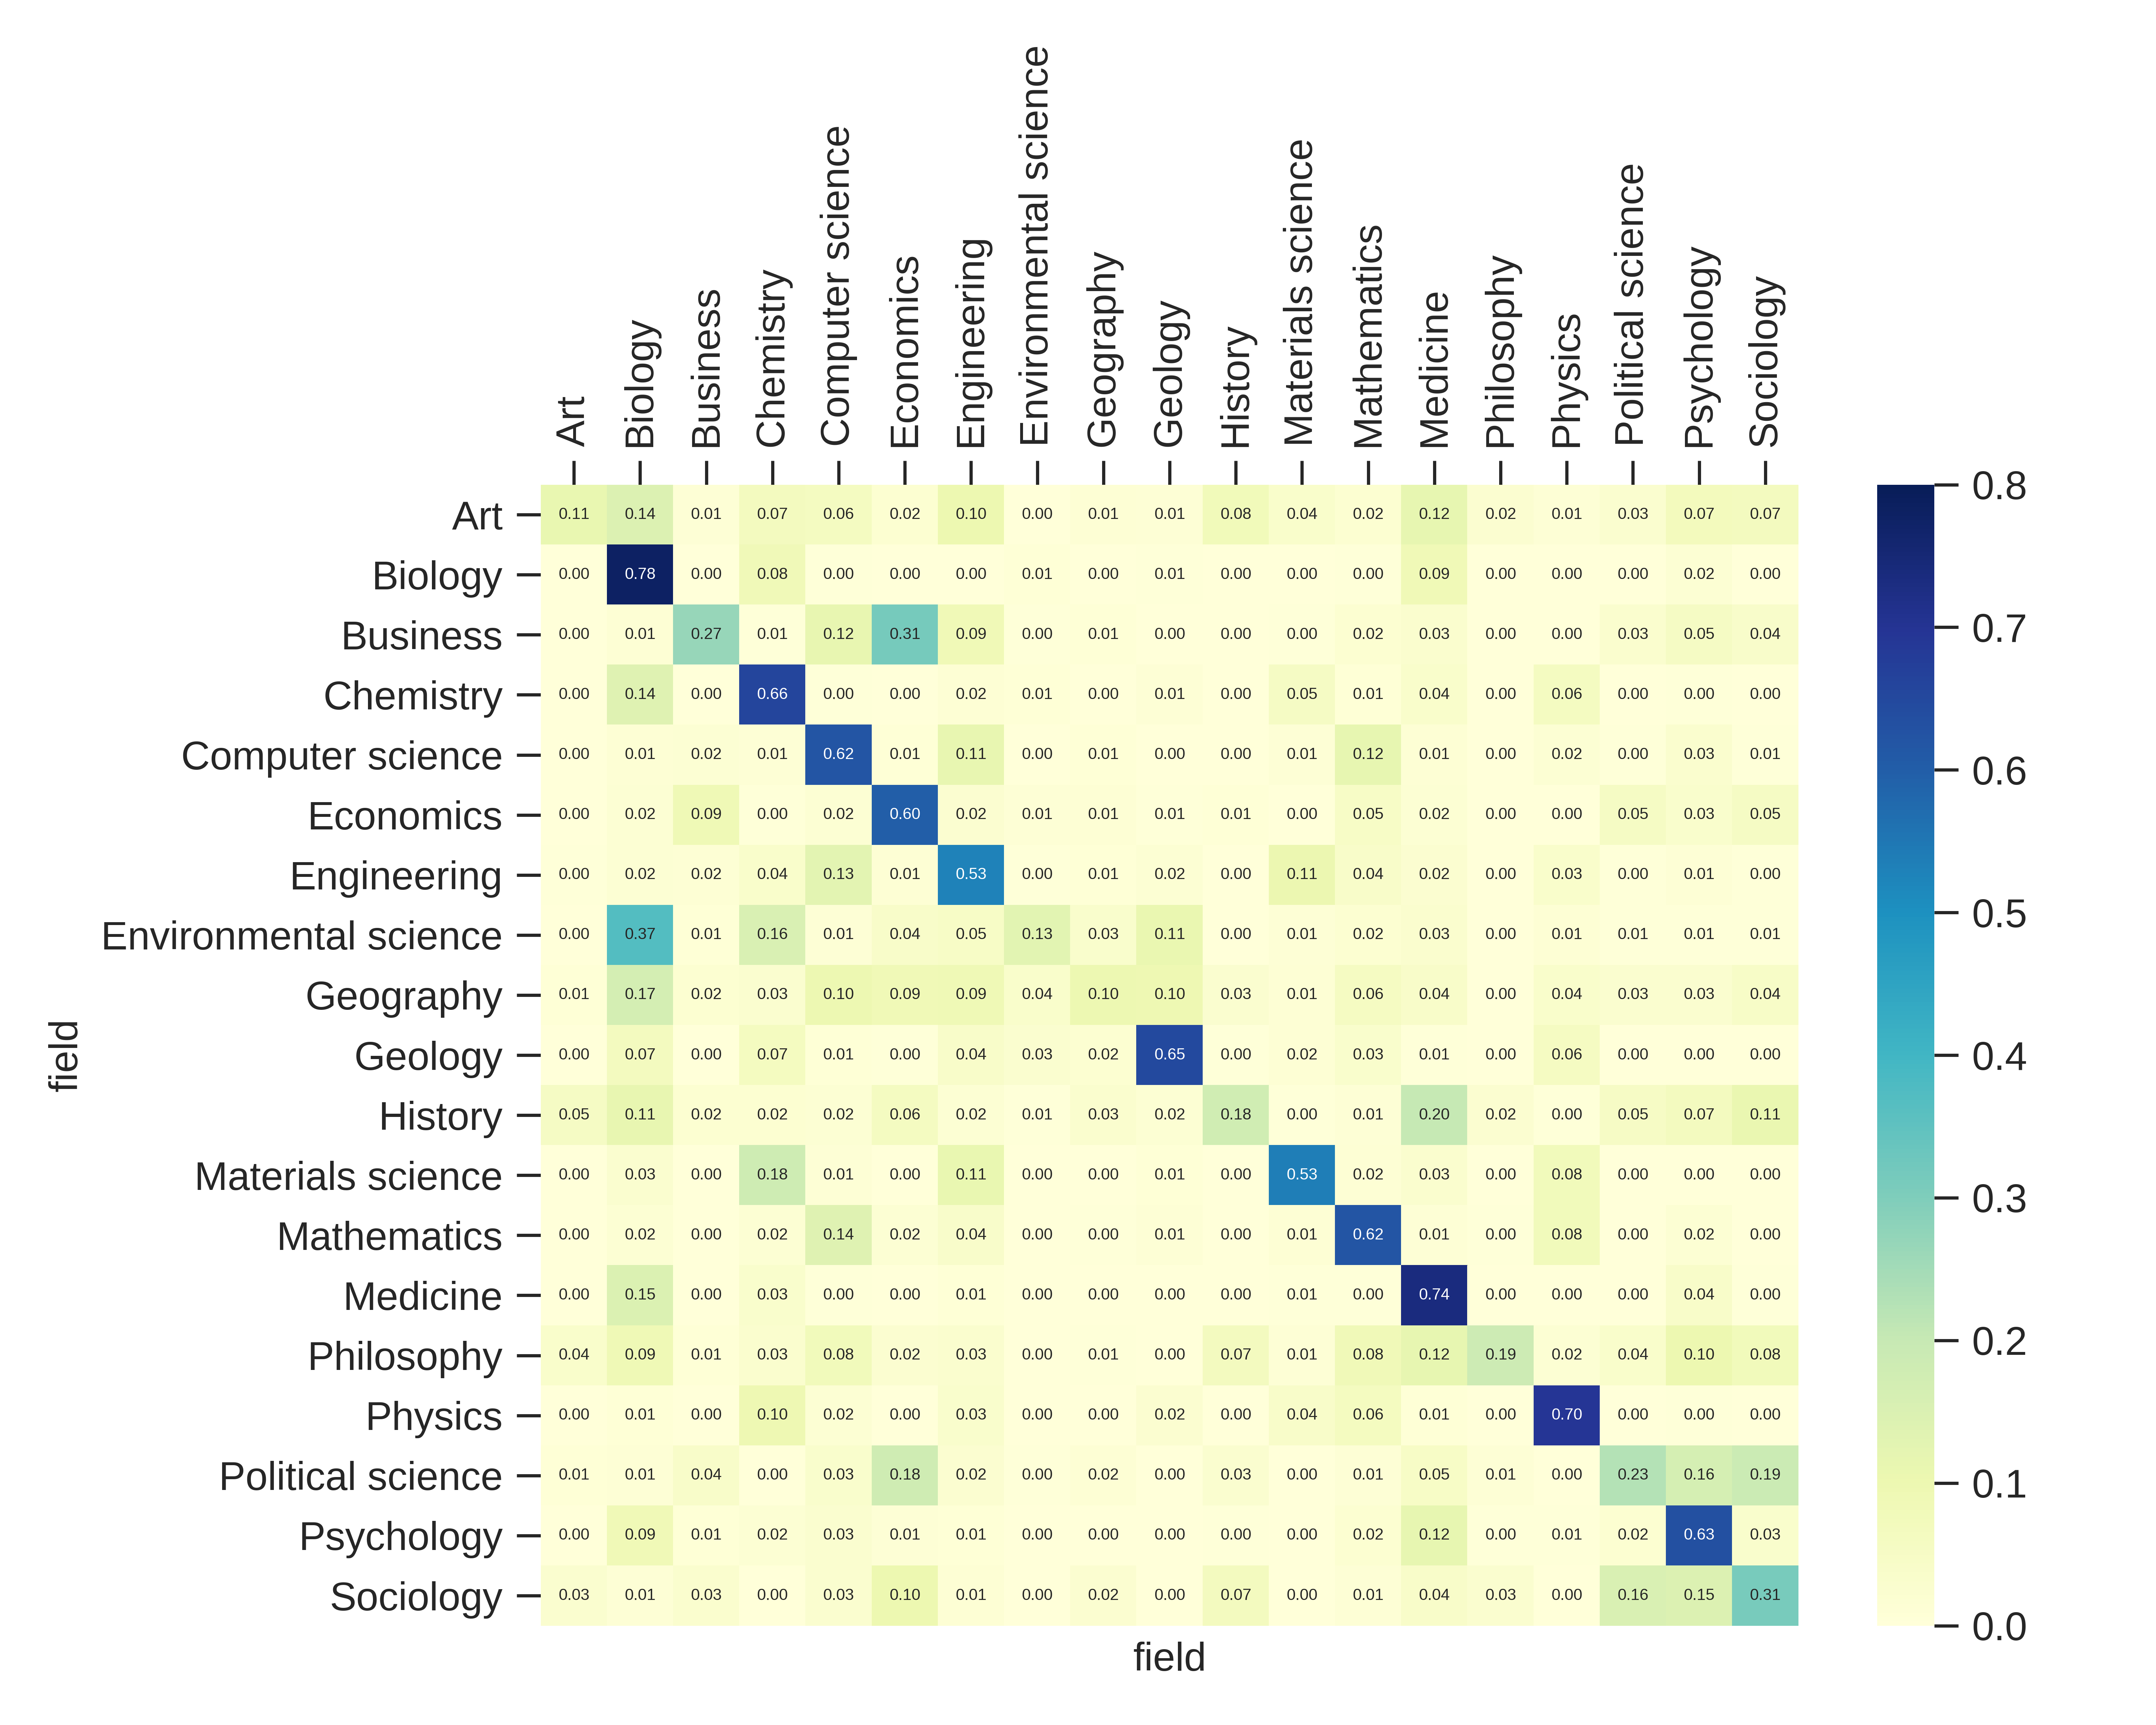 Art
Biology
Business
Chemistry
Computer science
Economics
Engineering
Environmental science
Geography
Geology
History
Materials science
Mathematics
Medicine
Philosophy
Physics
Political science
Psychology
Sociology
Art 0.11 0.14 0.01 0.07 0.06 0.02 0.10 0.00 0.01 0.01 0.08 0.04 0.02 0.12 0.02 0.01 0.03 0.07 0.07
Biology 0.00 0.78 0.00 0.08 0.00 0.00 0.00 0.01 0.00 0.01 0.00 0.00 0.00 0.09 0.00 0.00 0.00 0.02 0.00
Business 0.00 0.01 0.27 0.01 0.12 0.31 0.09 0.00 0.01 0.00 0.00 0.00 0.02 0.03 0.00 0.00 0.03 0.05 0.04
Chemistry 0.00 0.14 0.00 0.66 0.00 0.00 0.02 0.01 0.00 0.01 0.00 0.05 0.01 0.04 0.00 0.06 0.00 0.00 0.00
Computer science 0.00 0.01 0.02 0.01 0.62 0.01 0.11 0.00 0.01 0.00 0.00 0.01 0.12 0.01 0.00 0.02 0.00 0.03 0.01
Economics 0.00 0.02 0.09 0.00 0.02 0.60 0.02 0.01 0.01 0.01 0.01 0.00 0.05 0.02 0.00 0.00 0.05 0.03 0.05
Engineering 0.00 0.02 0.02 0.04 0.13 0.01 0.53 0.00 0.01 0.02 0.00 0.11 0.04 0.02 0.00 0.03 0.00 0.01 0.00
Environmental science 0.00 0.37 0.01 0.16 0.01 0.04 0.05 0.13 0.03 0.11 0.00 0.01 0.02 0.03 0.00 0.01 0.01 0.01 0.01
Geography 0.01 0.17 0.02 0.03 0.10 0.09 0.09 0.04 0.10 0.10 0.03 0.01 0.06 0.04 0.00 0.04 0.03 0.03 0.04
Geology 0.00 0.07 0.00 0.07 0.01 0.00 0.04 0.03 0.02 0.65 0.00 0.02 0.03 0.01 0.00 0.06 0.00 0.00 0.00
History 0.05 0.11 0.02 0.02 0.02 0.06 0.02 0.01 0.03 0.02 0.18 0.00 0.01 0.20 0.02 0.00 0.05 0.07 0.11
Materials science 0.00 0.03 0.00 0.18 0.01 0.00 0.11 0.00 0.00 0.01 0.00 0.53 0.02 0.03 0.00 0.08 0.00 0.00 0.00
Mathematics 0.00 0.02 0.00 0.02 0.14 0.02 0.04 0.00 0.00 0.01 0.00 0.01 0.62 0.01 0.00 0.08 0.00 0.02 0.00
Medicine 0.00 0.15 0.00 0.03 0.00 0.00 0.01 0.00 0.00 0.00 0.00 0.01 0.00 0.74 0.00 0.00 0.00 0.04 0.00
Philosophy 0.04 0.09 0.01 0.03 0.08 0.02 0.03 0.00 0.01 0.00 0.07 0.01 0.08 0.12 0.19 0.02 0.04 0.10 0.08
Physics 0.00 0.01 0.00 0.10 0.02 0.00 0.03 0.00 0.00 0.02 0.00 0.04 0.06 0.01 0.00 0.70 0.00 0.00 0.00
Political science 0.01 0.01 0.04 0.00 0.03 0.18 0.02 0.00 0.02 0.00 0.03 0.00 0.01 0.05 0.01 0.00 0.23 0.16 0.19
Psychology 0.00 0.09 0.01 0.02 0.03 0.01 0.01 0.00 0.00 0.00 0.00 0.00 0.02 0.12 0.00 0.01 0.02 0.63 0.03
Sociology 0.03 0.01 0.03 0.00 0.03 0.10 0.01 0.00 0.02 0.00 0.07 0.00 0.01 0.04 0.03 0.00 0.16 0.15 0.31
field
field
0.8
0.7
0.6
0.5
0.4
0.3
0.2
0.1
0.0